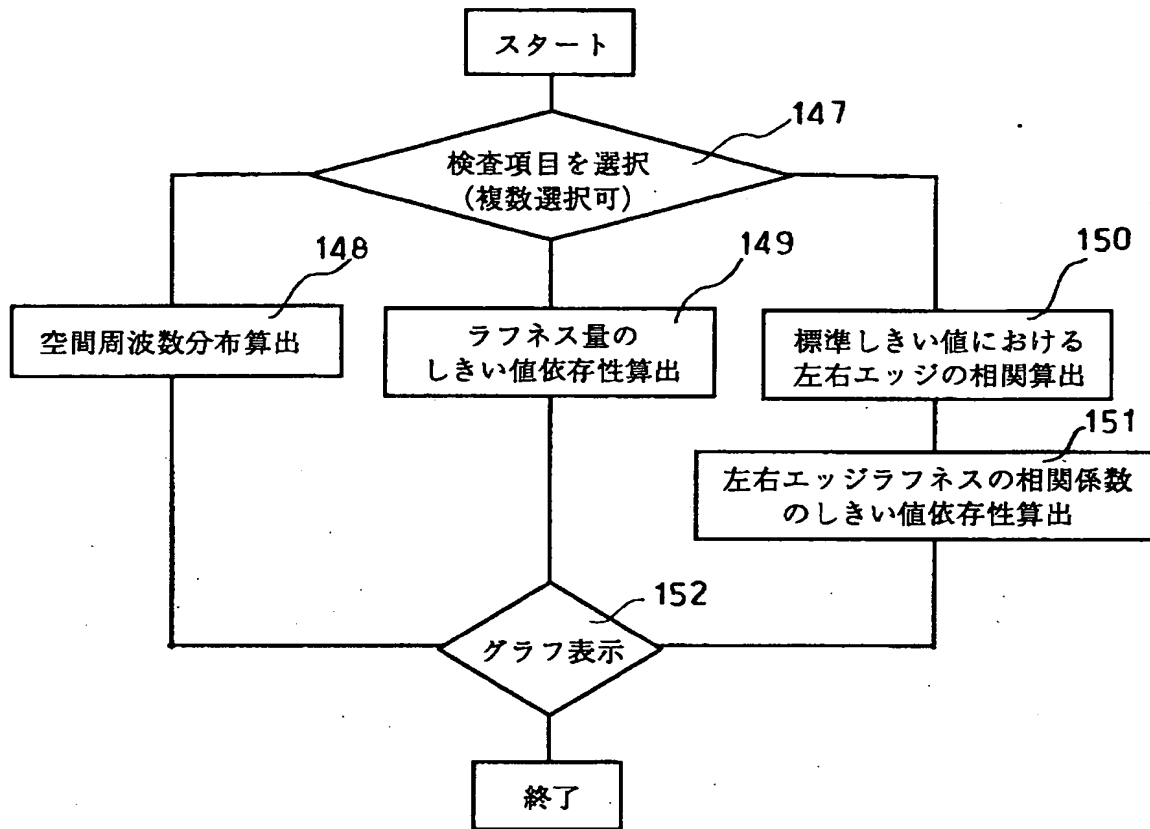 スタート
147
検査項目を選択
(複数選択可)
148
149
150
空間周波数分布算出
ラフネス量の
しきい値依存性算出
標準しきい値における
左右エッジの相関算出
151
左右エッジラフネスの相関係数
のしきい値依存性算出
152
グラフ表示
終了